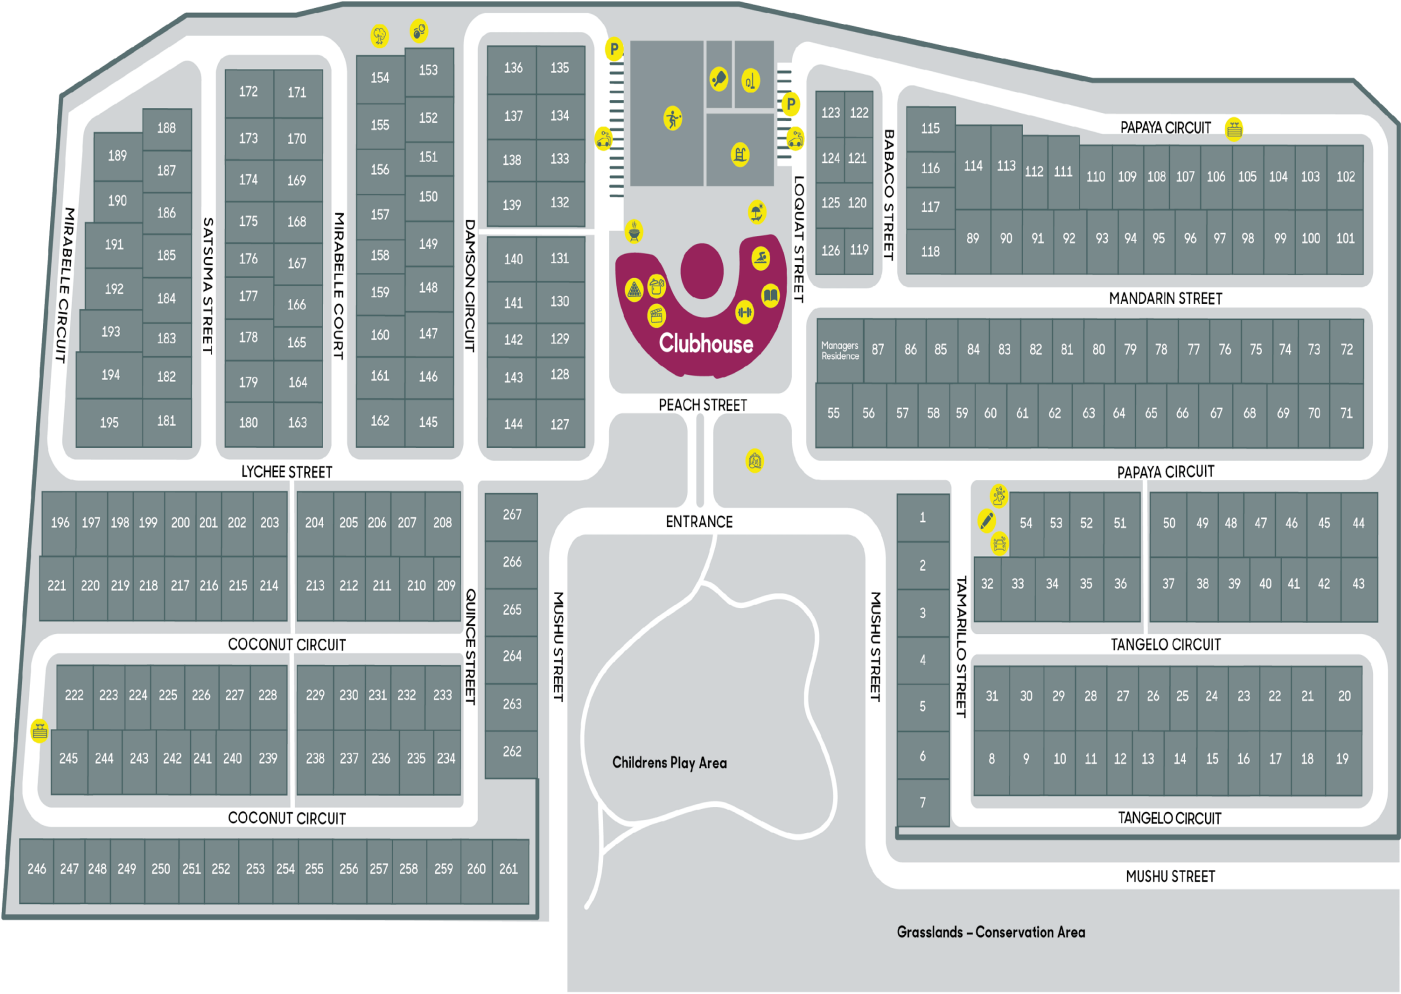 153
154
172 171
152
155
173 170
151
156
174 169
150
157
175 168
149
158
176 167
148
159
177 166
147
160
178 165
146
161
179 164
145
162
180 163
188
189
187
190
186
191
185
192
184
193
183
194
182
195
181
MIRABELLE CIRCUIT
SATSUMA STREET
MIRABELLE COURT
DAMSON CIRCUIT
136 135
137 134
138 133
139 132
140 131
141 130
142 129
143 128
144 127
P
P
Clubhouse
PEACH STREET
LOQUAT STREET
BABACO STREET
123 122
124 121
125 120
126 119
PAPAYA CIRCUIT
115
116
117
118
114 113 112 111 110 109 108 107 106 105 104 103 102
89 90 91 92 93 94 95 96 97 98 99 100 101
MANDARIN STREET
Managers
Residence
87 86 85 84 83 82 81 80 79 78 77 76 75 74 73 72
55 56 57 58 59 60 61 62 63 64 65 66 67 68 69 70 71
LYCHEE STREET
PAPAYA CIRCUIT
196 197 198 199 200 201 202 203 204 205 206 207 208
221 220 219 218 217 216 215 214 213 212 211 210 209
COCONUT CIRCUIT
222 223 224 225 226 227 228 229 230 231 232 233
245 244 243 242 241 240 239 238 237 236 235 234
COCONUT CIRCUIT
246 247 248 249 250 251 252 253 254 255 256 257 258 259 260 261
QUINCE STREET
267
266
265
264
263
262
ENTRANCE
MUSHU STREET
MUSHU STREET
Childrens Play Area
1
2
3
4
5
6
7
TAMARILLO STREET
54 53 52 51 50 49 48 47 46 45 44
32 33 34 35 36 37 38 39 40 41 42 43
TANGELO CIRCUIT
31 30 29 28 27 26 25 24 23 22 21 20
8 9 10 11 12 13 14 15 16 17 18 19
TANGELO CIRCUIT
MUSHU STREET
Grasslands – Conservation Area